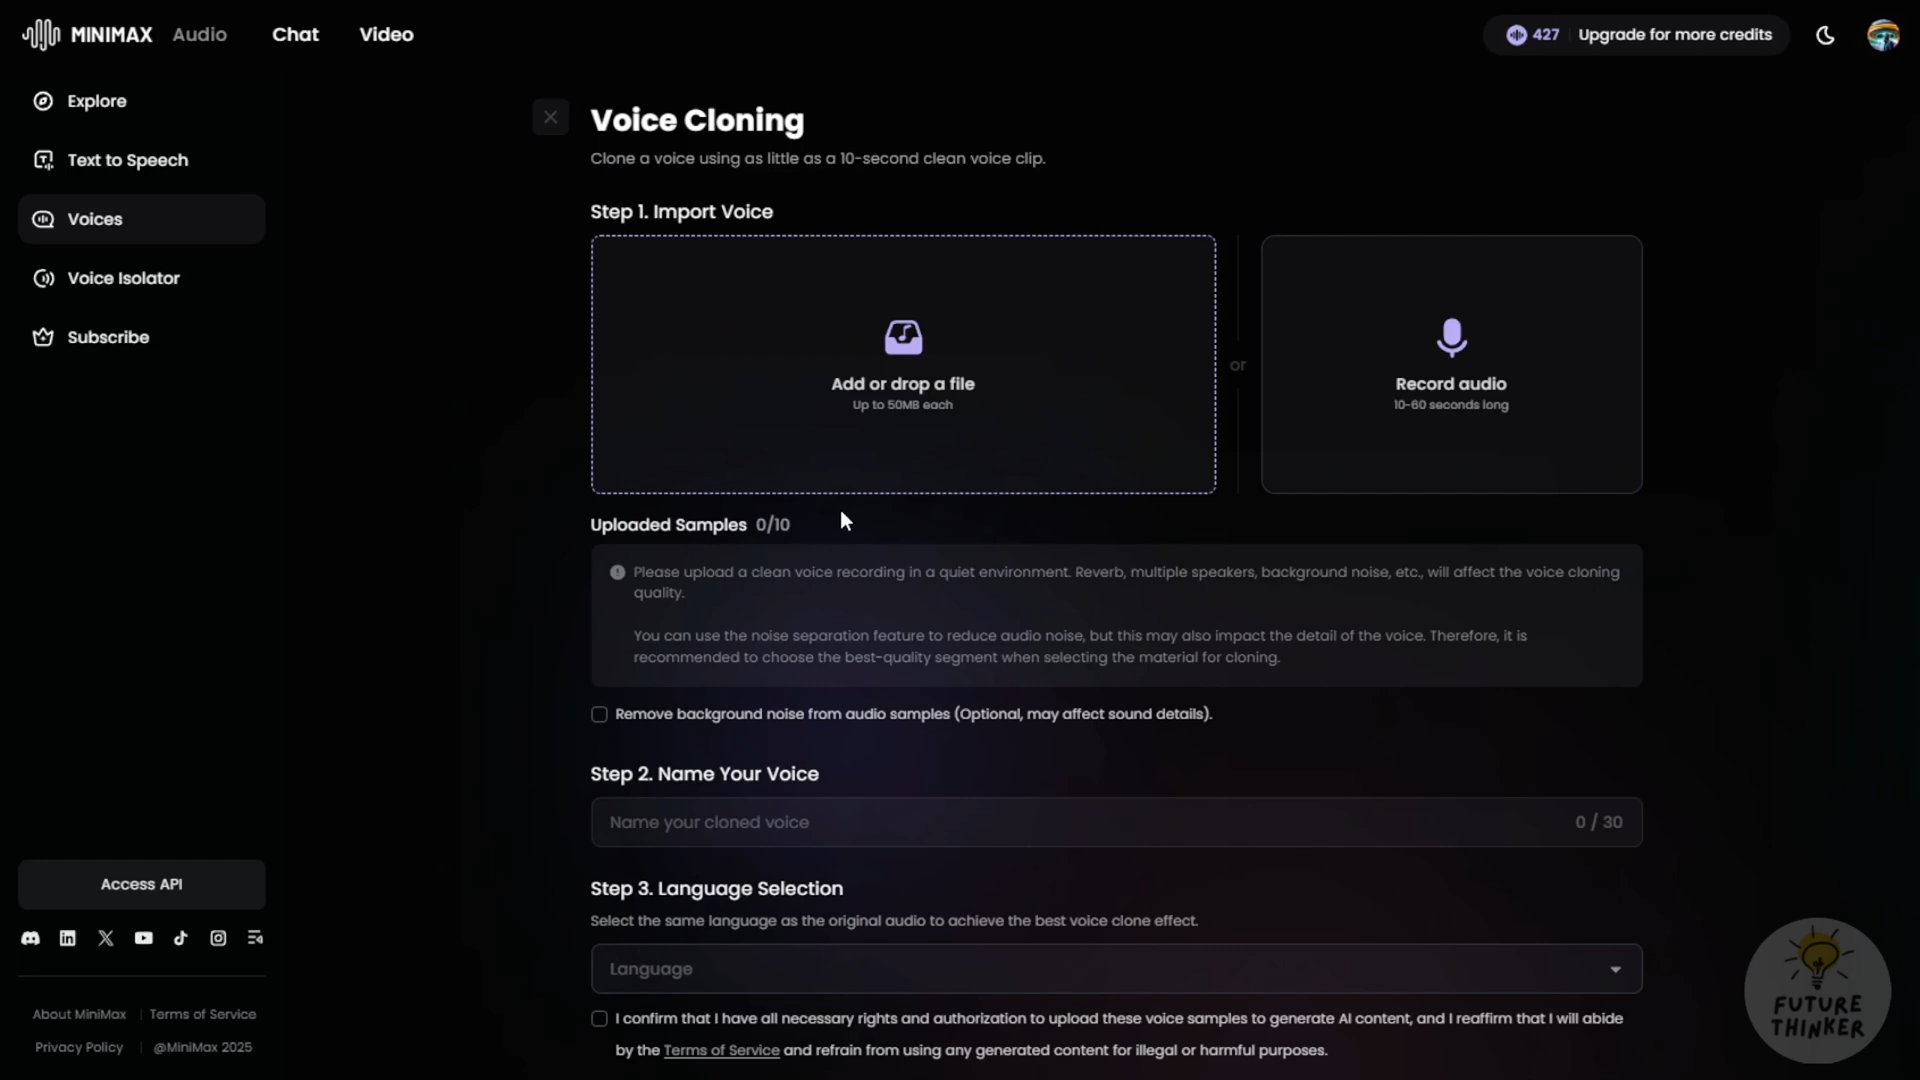 MINIMAX Audio Chat Video
427 Upgrade for more credits
Explore
Text to Speech
Voices
Voice Isolator
Subscribe
Access API
About MiniMax Terms of Service
Privacy Policy @MiniMax 2025
Voice Cloning
Clone a voice using as little as a 10-second clean voice clip.
Step 1. Import Voice
Add or drop a file
Up to 50MB each
or
Record audio
10-60 seconds long
Uploaded Samples 0/10
Please upload a clean voice recording in a quiet environment. Reverb, multiple speakers, background noise, etc., will affect the voice cloning
quality.
You can use the noise separation feature to reduce audio noise, but this may also impact the detail of the voice. Therefore, it is
recommended to choose the best-quality segment when selecting the material for cloning.
Remove background noise from audio samples (Optional, may affect sound details).
Step 2. Name Your Voice
Name your cloned voice 0 / 30
Step 3. Language Selection
Select the same language as the original audio to achieve the best voice clone effect.
Language
I confirm that I have all necessary rights and authorization to upload these voice samples to generate AI content, and I reaffirm that I will abide
by the Terms of Service and refrain from using any generated content for illegal or harmful purposes.
FUTURE
THINKER